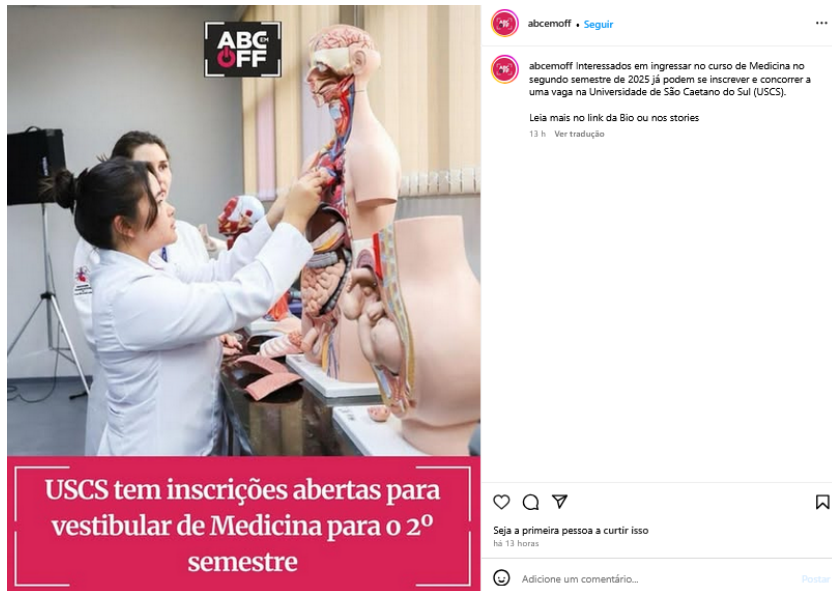 ABC EM
OFF
USCS tem inscrições abertas para
vestibular de Medicina para o 2º
semestre
abcemoff • Seguir
abcemoff Interessados em ingressar no curso de Medicina no
segundo semestre de 2025 já podem se inscrever e concorrer a
uma vaga na Universidade de São Caetano do Sul (USCS).
Leia mais no link da Bio ou nos stories
13 h Ver tradução
Seja a primeira pessoa a curtir isso
há 13 horas
Adicione um comentário...
Postar